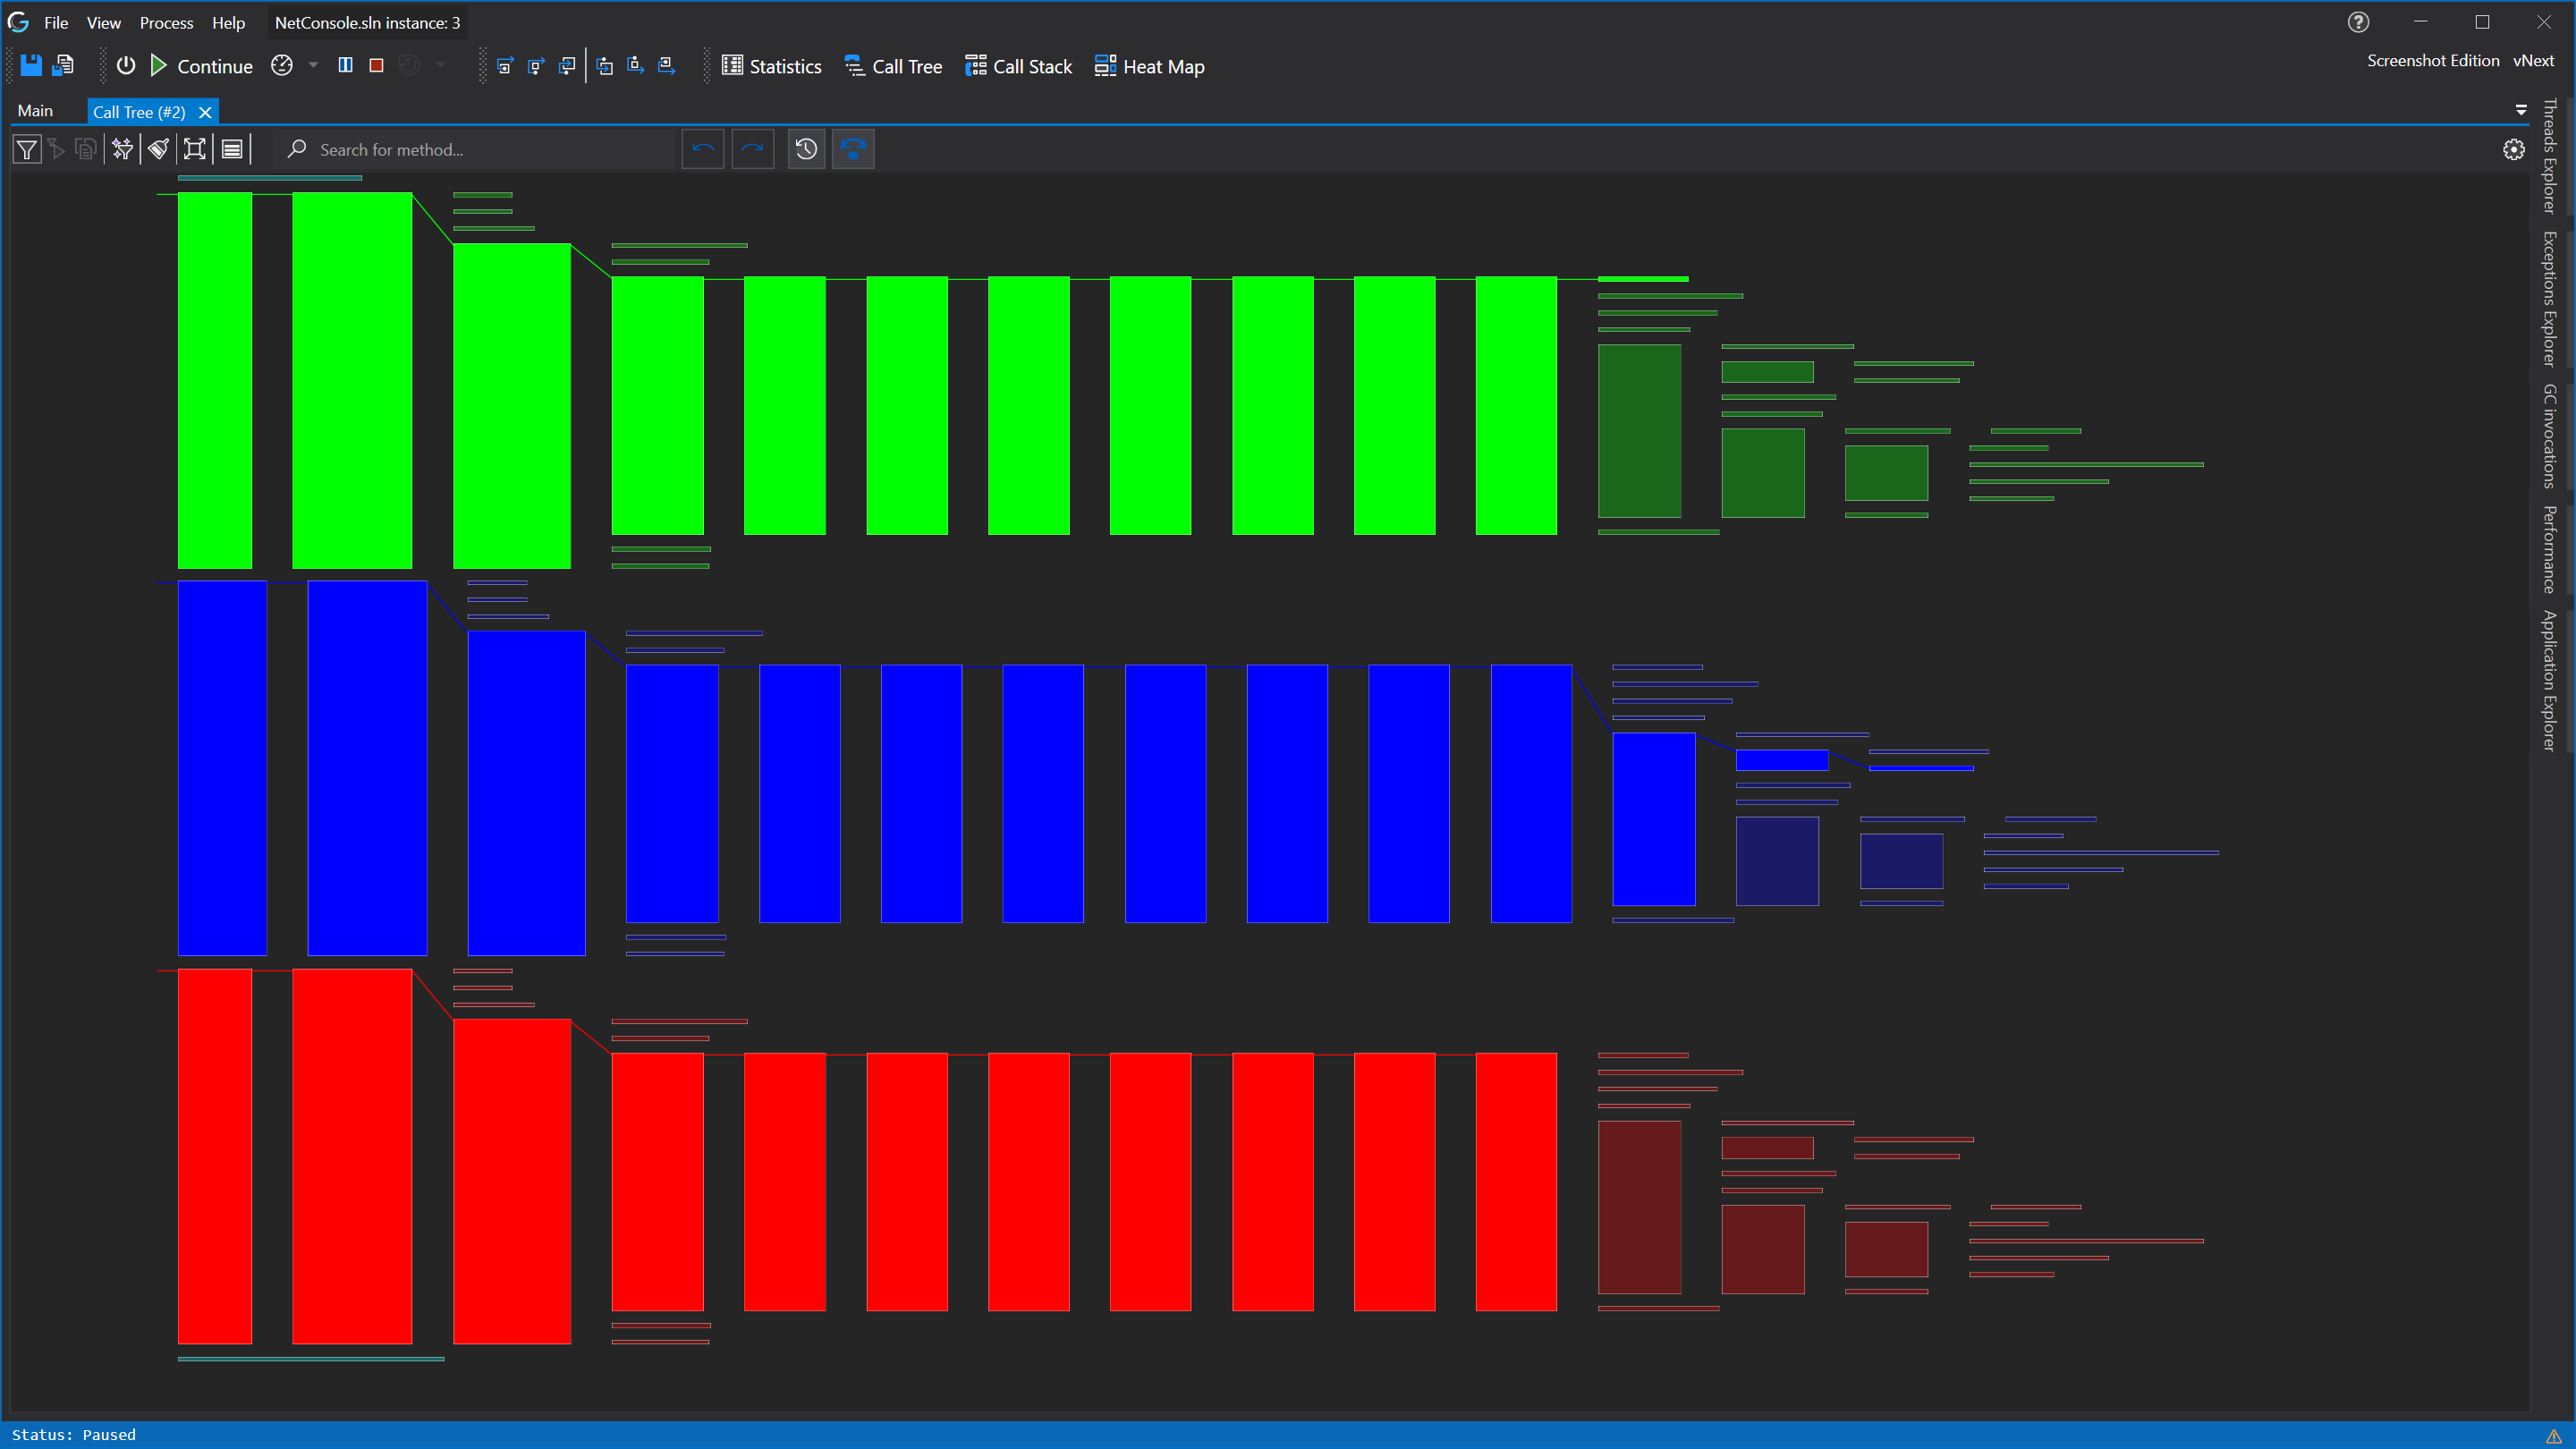 File View Process Help NetConsole.sln instance: 3
Continue Statistics Call Tree Call Stack Heat Map Screenshot Edition vNext
Main Call Tree (#2)
Search for method...
Threads Explorer
Exceptions Explorer
GC invocations
Performance
Application Explorer
Status: Paused